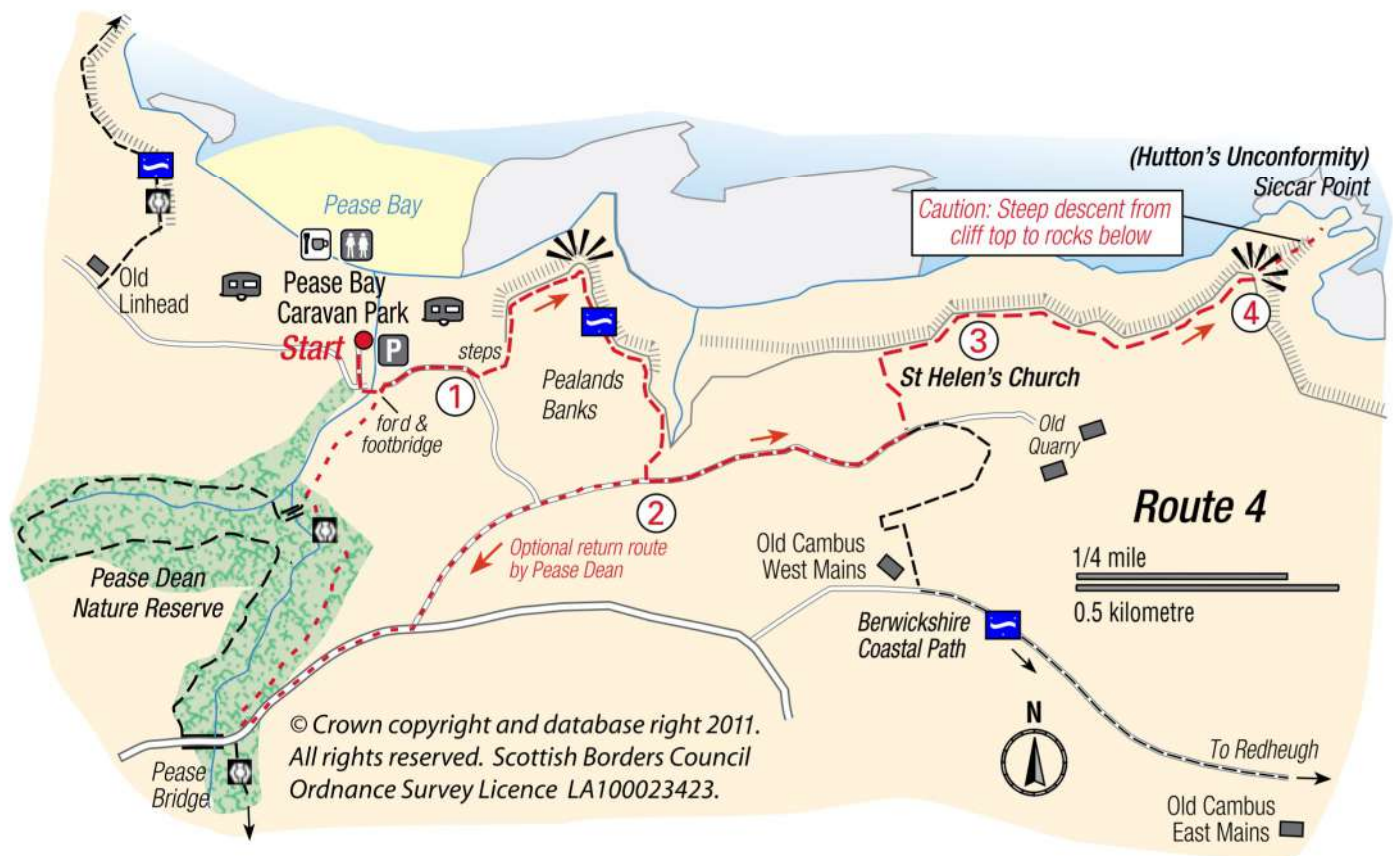 (Hutton's Unconformity)
Siccar Point
Pease Bay
Caution: Steep descent from
cliff top to rocks below
Old
Linhead
Pease Bay
Caravan Park
Start
P
steps
Pealands
Banks
1
ford &
footbridge
3
4
St Helen's Church
Old
Quarry
2
Route 4
Optional return route
by Pease Dean
Old Cambus
West Mains
1/4 mile
0.5 kilometre
Pease Dean
Nature Reserve
Berwickshire
Coastal Path
N
© Crown copyright and database right 2011.
All rights reserved. Scottish Borders Council
Ordnance Survey Licence LA100023423.
To Redheugh
Pease
Bridge
Old Cambus
East Mains